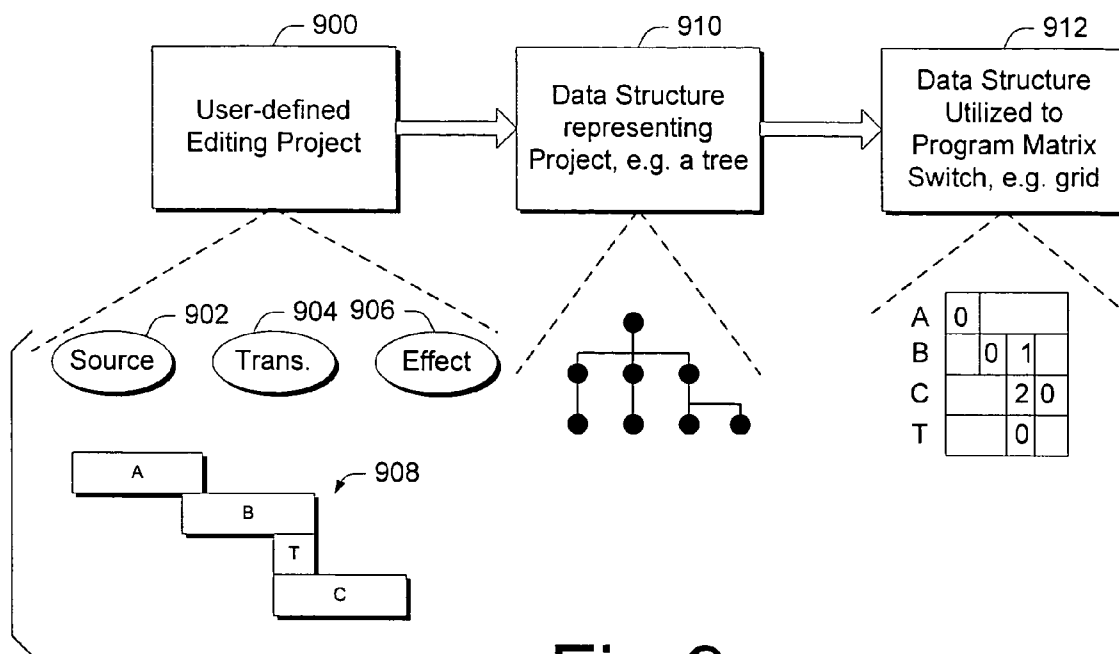 900
910
912
User-defined
Editing Project
Data Structure
representing
Project, e.g. a tree
Data Structure
Utilized to
Program Matrix
Switch, e.g. grid
902
904
906
Source
Trans.
Effect
908
A
B
T
C
A 0
B 0 1
C 2 0
T 0